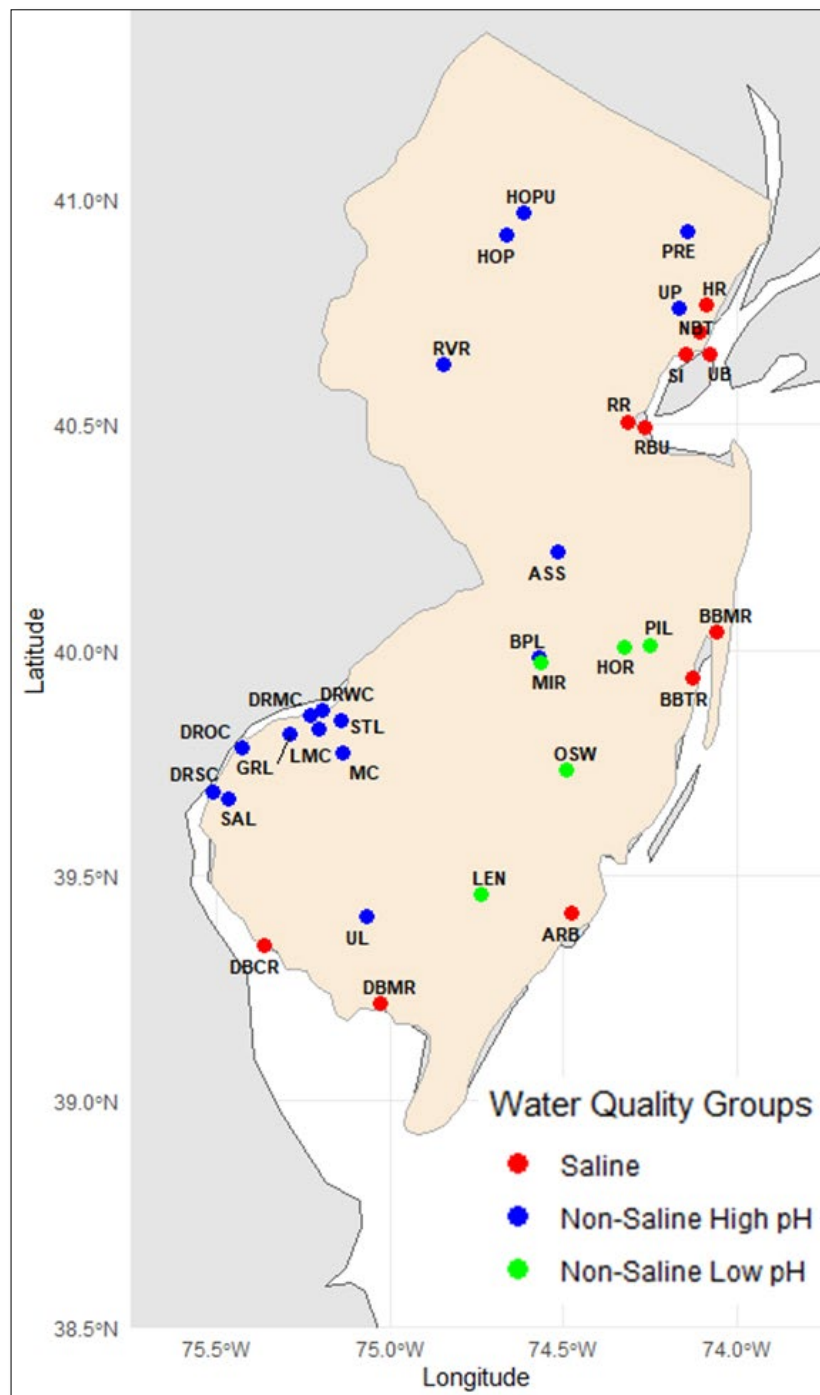 41.0°N
40.5°N
40.0°N
39.5°N
39.0°N
38.5°N
Latitude
HOPU
HOP
PRE
UP
HR
NBT
RVR
SI
UB
RR
RBU
ASS
BBMR
BPL
PIL
HOR
MIR
BBTR
DRMC
DRWC
DROC
STL
GRL
LMC
MC
DRSC
OSW
SAL
LEN
UL
ARB
DBCR
DBMR
Water Quality Groups
Saline
Non-Saline High pH
Non-Saline Low pH
75.5°W 75.0°W 74.5°W 74.0°W
Longitude